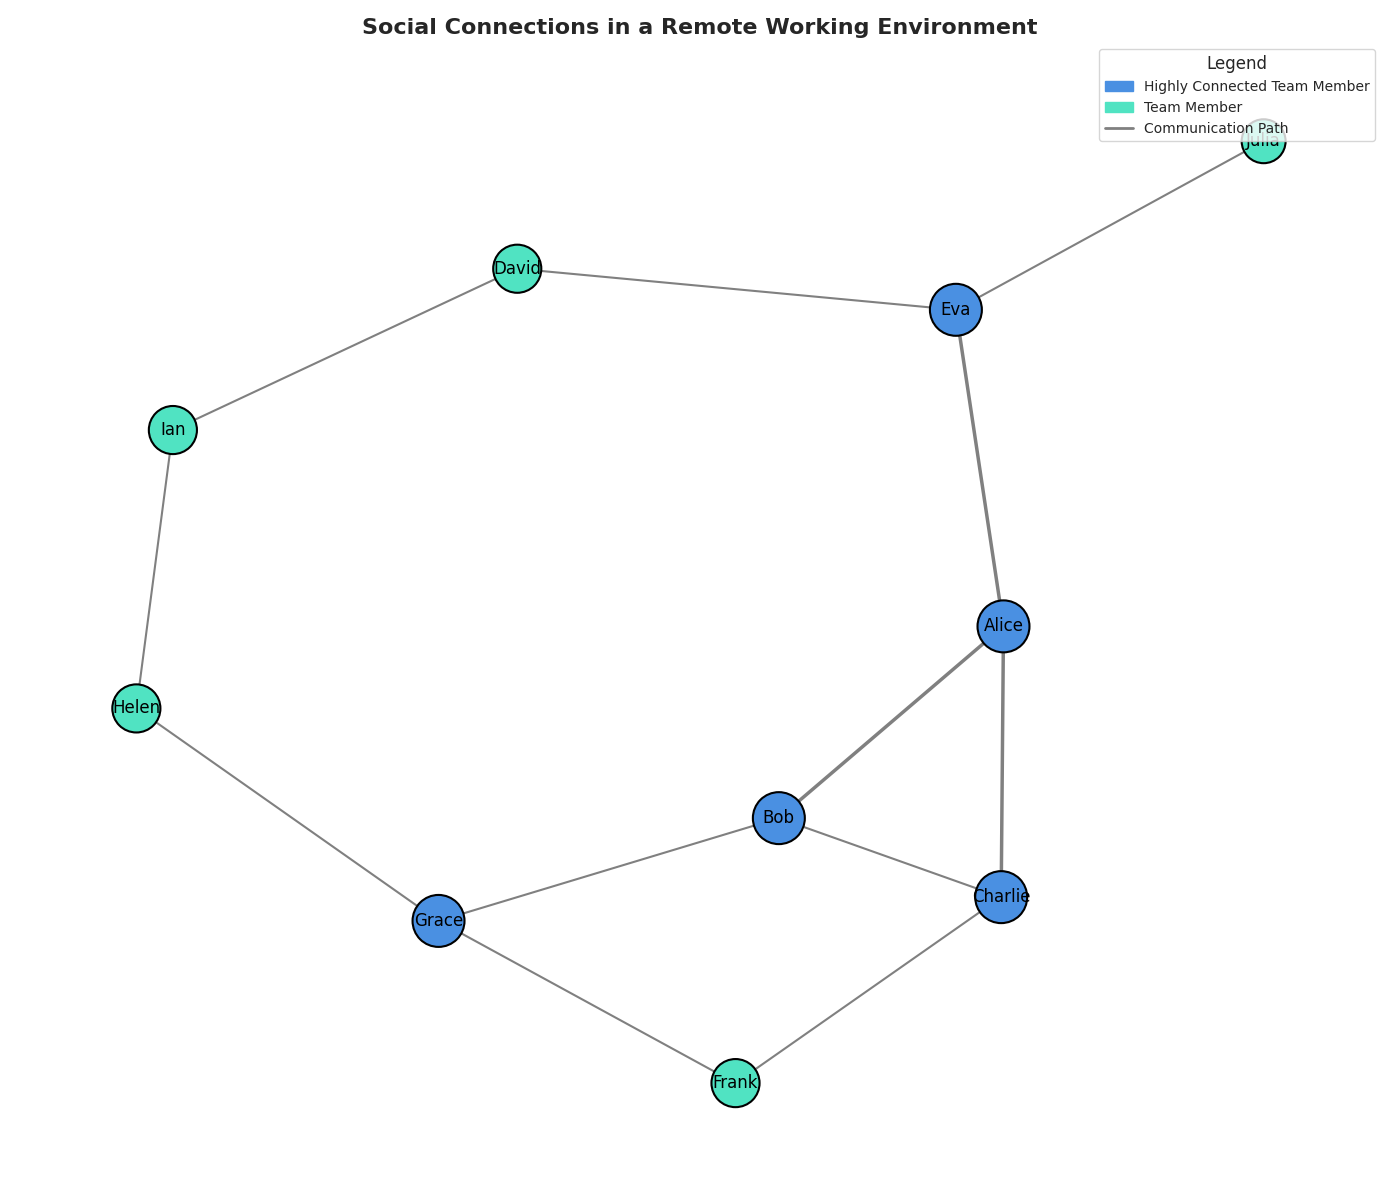 Social Connections in a Remote Working Environment
Legend
Highly Connected Team Member
Team Member
Communication Path
Julia
David
Eva
Ian
Alice
Helen
Bob
Charlie
Grace
Frank